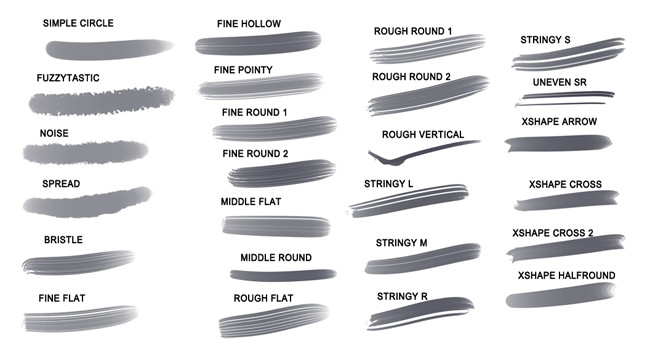 SIMPLE CIRCLE
FUZZYTASTIC
NOISE
SPREAD
BRISTLE
FINE FLAT
FINE HOLLOW
FINE POINTY
FINE ROUND 1
FINE ROUND 2
MIDDLE FLAT
MIDDLE ROUND
ROUGH FLAT
ROUGH ROUND 1
ROUGH ROUND 2
ROUGH VERTICAL
STRINGY L
STRINGY M
STRINGY R
STRINGY S
UNEVEN SR
XSHAPE ARROW
XSHAPE CROSS
XSHAPE CROSS 2
XSHAPE HALFROUND